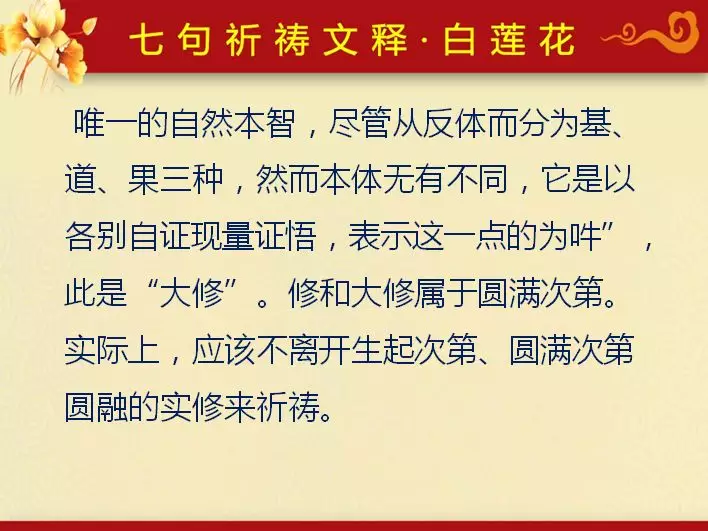 七句祈祷文释·白莲花
唯一的自然本智，尽管从反体而分为基、
道、果三种，然而本体无有不同，它是以
各别自证现量证悟，表示这一点的为吽”，
此是“大修”。修和大修属于圆满次第。
实际上，应该不离开生起次第、圆满次第
圆融的实修来祈祷。